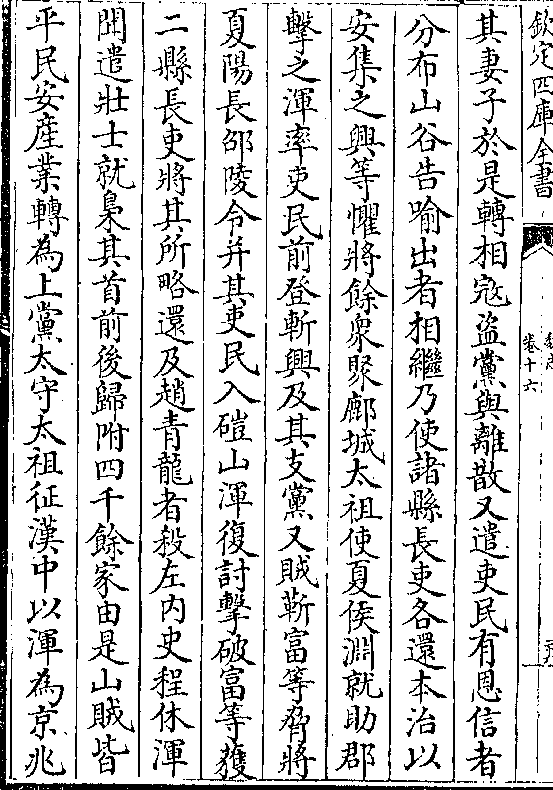 欽定四庫全書
卷十六
其妻子於是轉相宼盜黨與離散又遣吏民有恩信者
分布山谷告喻出者相繼乃使諸縣長吏各還本治以
安集之興等懼將餘衆聚鄜城太祖使夏侯淵就助郡
擊之渾率吏民前登斬興及其支黨又賊靳富等脅將
夏陽長邵陵令并其吏民入磑山渾復討擊破富等獲
二縣長吏將其所略還及趙青龍者殺左内史程休渾
聞遣壯士就梟其首前後歸附四千餘家由是山賊皆
平民安産業轉為上黨太守太祖征漢中以渾為京兆